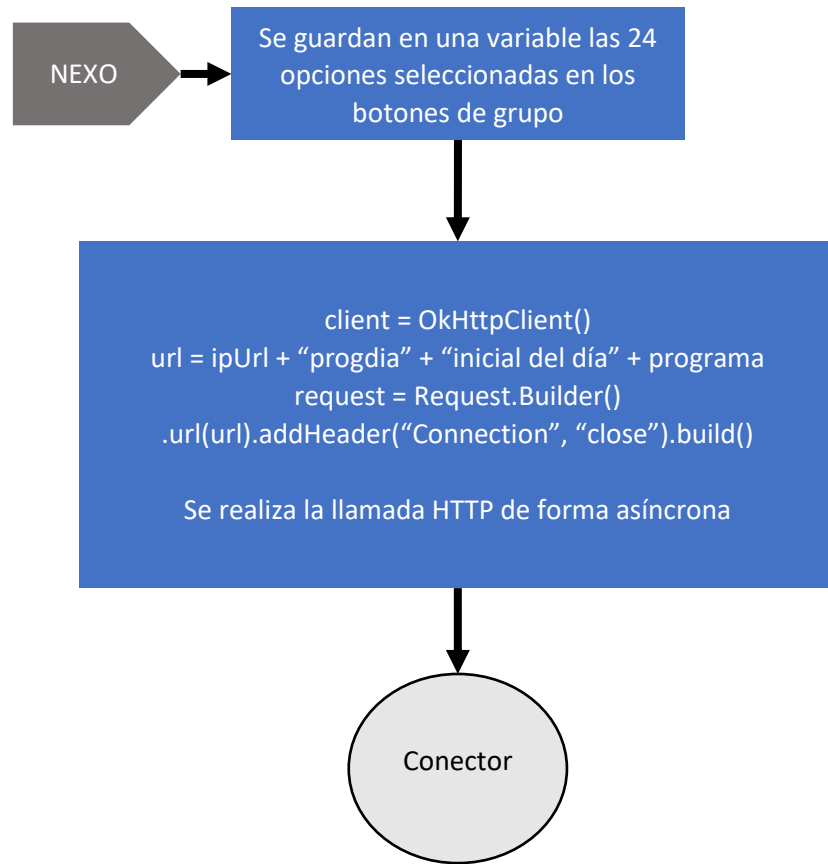 NEXO
Se guardan en una variable las 24
opciones seleccionadas en los
botones de grupo
client = OkHttpClient()
url = ipUrl + “progdia” + “inicial del día” + programa
request = Request.Builder()
.url(url).addHeader(“Connection”, “close”).build()
Se realiza la llamada HTTP de forma asíncrona
Conector